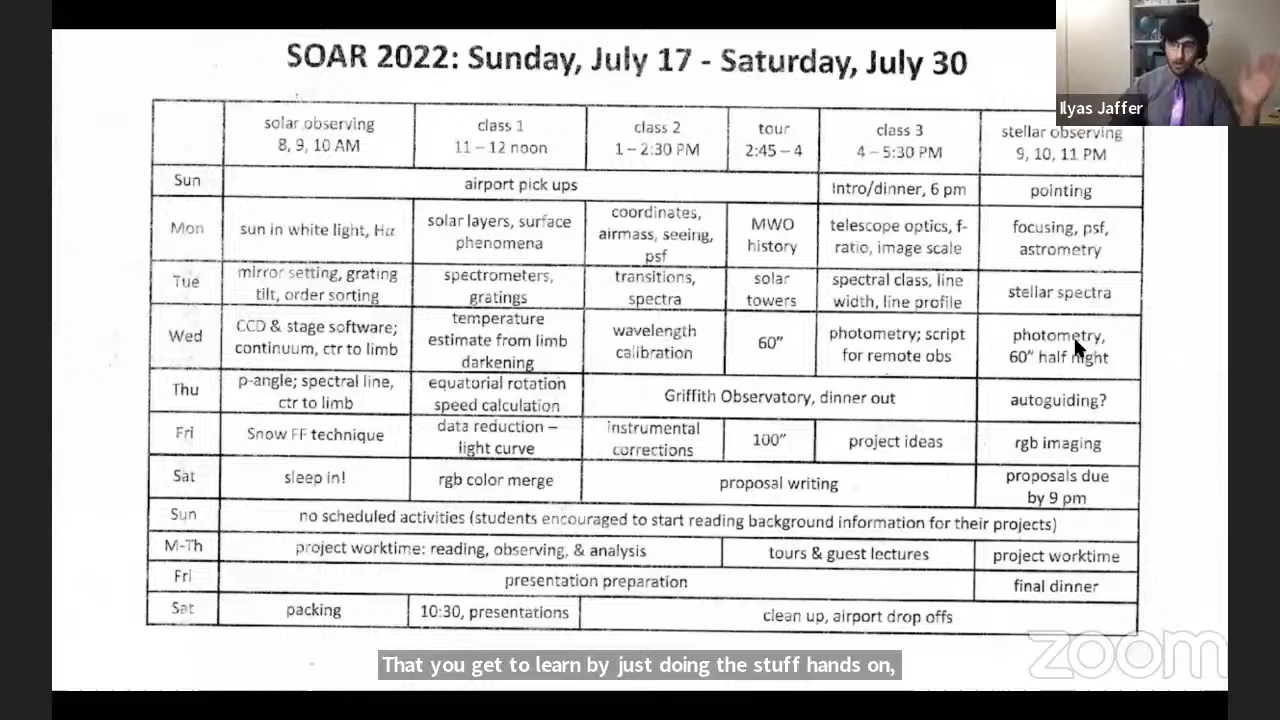 SOAR 2022: Sunday, July 17 - Saturday, July 30
Ilyas Jaffer
solar observing
8, 9, 10 AM
class 1
11 – 12 noon
class 2
1 – 2:30 PM
tour
2:45 – 4
class 3
4 – 5:30 PM
stellar observing
9, 10, 11 PM
Sun
airport pick ups
Intro/dinner, 6 pm
pointing
Mon
sun in white light, Hα
solar layers, surface
phenomena
coordinates,
airmass, seeing,
psf
MWO
history
telescope optics, f-
ratio, image scale
focusing, psf,
astrometry
Tue
mirror setting, grating
tilt, order sorting
spectrometers,
gratings
transitions,
spectra
solar
towers
spectral class, line
width, line profile
stellar spectra
Wed
CCD & stage software;
continuum, ctr to limb
temperature
estimate from limb
darkening
wavelength
calibration
60”
photometry; script
for remote obs
photometry,
60” half night
Thu
p-angle; spectral line,
ctr to limb
equatorial rotation
speed calculation
Griffith Observatory, dinner out
autoguiding?
Fri
Snow FF technique
data reduction –
light curve
instrumental
corrections
100”
project ideas
rgb imaging
Sat
sleep in!
rgb color merge
proposal writing
proposals due
by 9 pm
Sun
no scheduled activities (students encouraged to start reading background information for their projects)
M-Th
project worktime: reading, observing, & analysis
tours & guest lectures
project worktime
Fri
presentation preparation
final dinner
Sat
packing
10:30, presentations
clean up, airport drop offs
zoom
That you get to learn by just doing the stuff hands on,